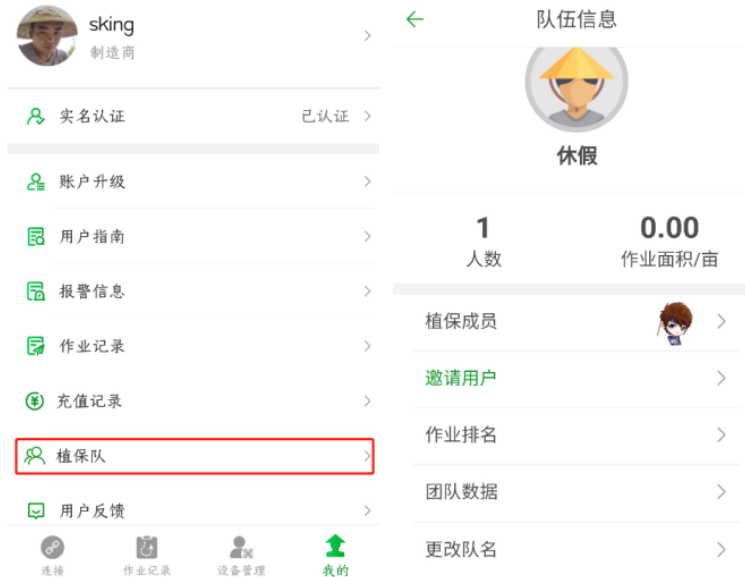 sking
制造商
实名认证 已认证
账户升级
用户指南
报警信息
作业记录
充值记录
植保队
用户反馈
连接 作业记录 设备管理 我的
队伍信息
休假
1 0.00
人数 作业面积/亩
植保成员
邀请用户
作业排名
团队数据
更改队名